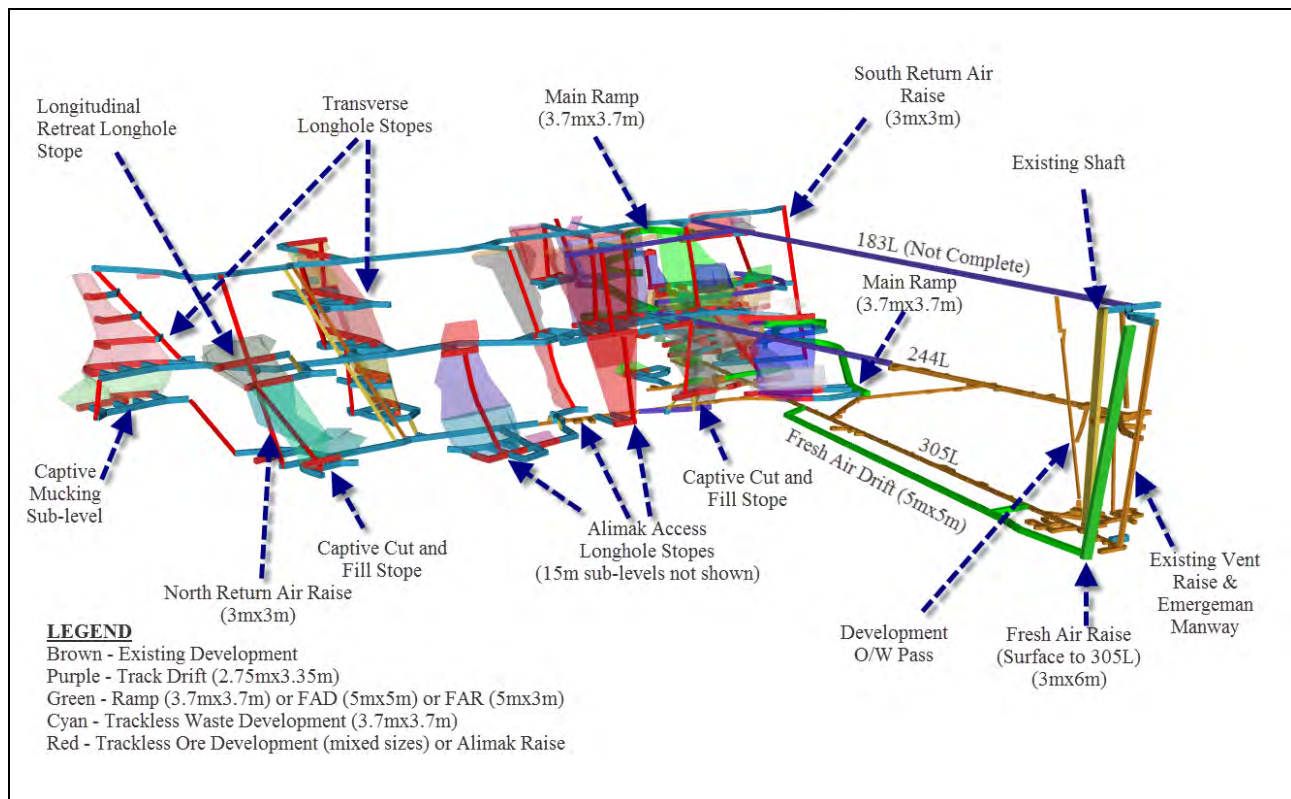 South Return Air
Raise
(3mx3m)
Main Ramp
(3.7mx3.7m)
Transverse
Longhole Stopes
Longitudinal
Retreat Longhole
Stope
Existing Shaft
183L (Not Complete)
Main Ramp
(3.7mx3.7m)
244L
305L
Fresh Air Drift (5mx5m)
Captive
Mucking
Sub-level
Captive Cut and
Fill Stope
North Return Air Raise
(3mx3m)
Captive Cut and
Fill Stope
Alimak Access
Longhole Stopes
(15m sub-levels not shown)
Existing Vent
Raise &
Emergeman
Manway
Development
O/W Pass
Fresh Air Raise
(Surface to 305L)
(3mx6m)
LEGEND
Brown - Existing Development
Purple - Track Drift (2.75mx3.35m)
Green - Ramp (3.7mx3.7m) or FAD (5mx5m) or FAR (5mx3m)
Cyan - Trackless Waste Development (3.7mx3.7m)
Red - Trackless Ore Development (mixed sizes) or Alimak Raise